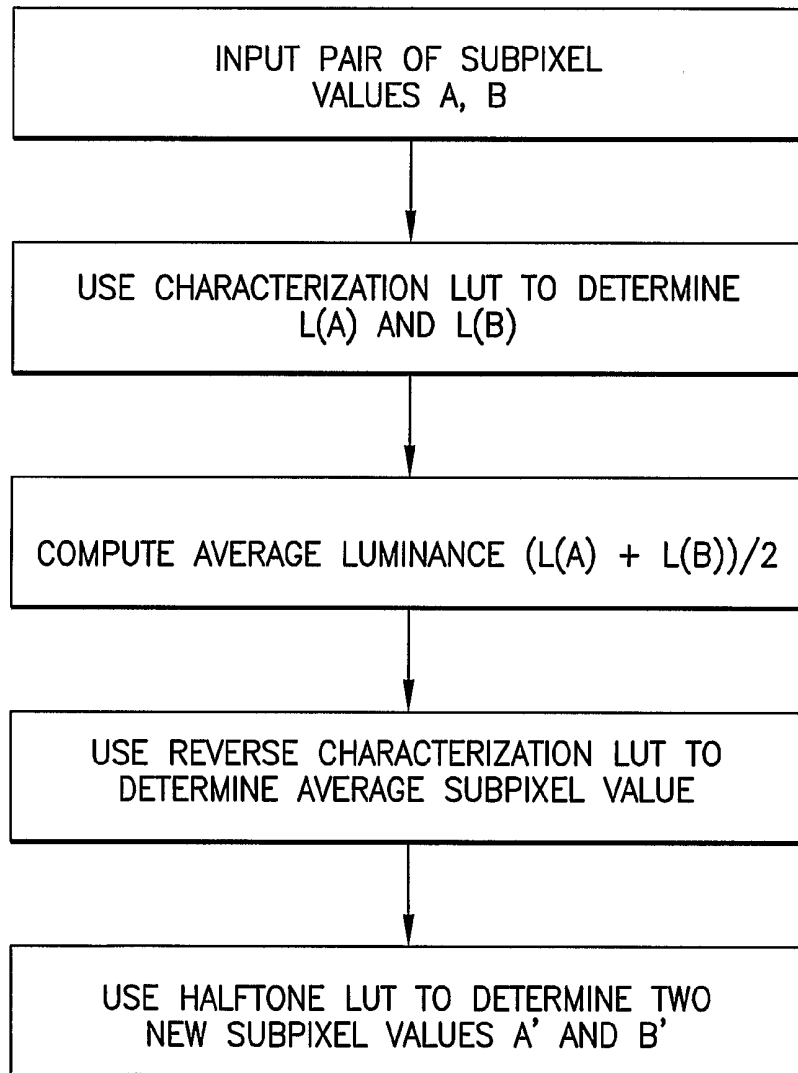 INPUT PAIR OF SUBPIXEL
VALUES A, B
USE CHARACTERIZATION LUT TO DETERMINE
L(A) AND L(B)
COMPUTE AVERAGE LUMINANCE (L(A) + L(B))/2
USE REVERSE CHARACTERIZATION LUT TO
DETERMINE AVERAGE SUBPIXEL VALUE
USE HALFTONE LUT TO DETERMINE TWO
NEW SUBPIXEL VALUES A' AND B'